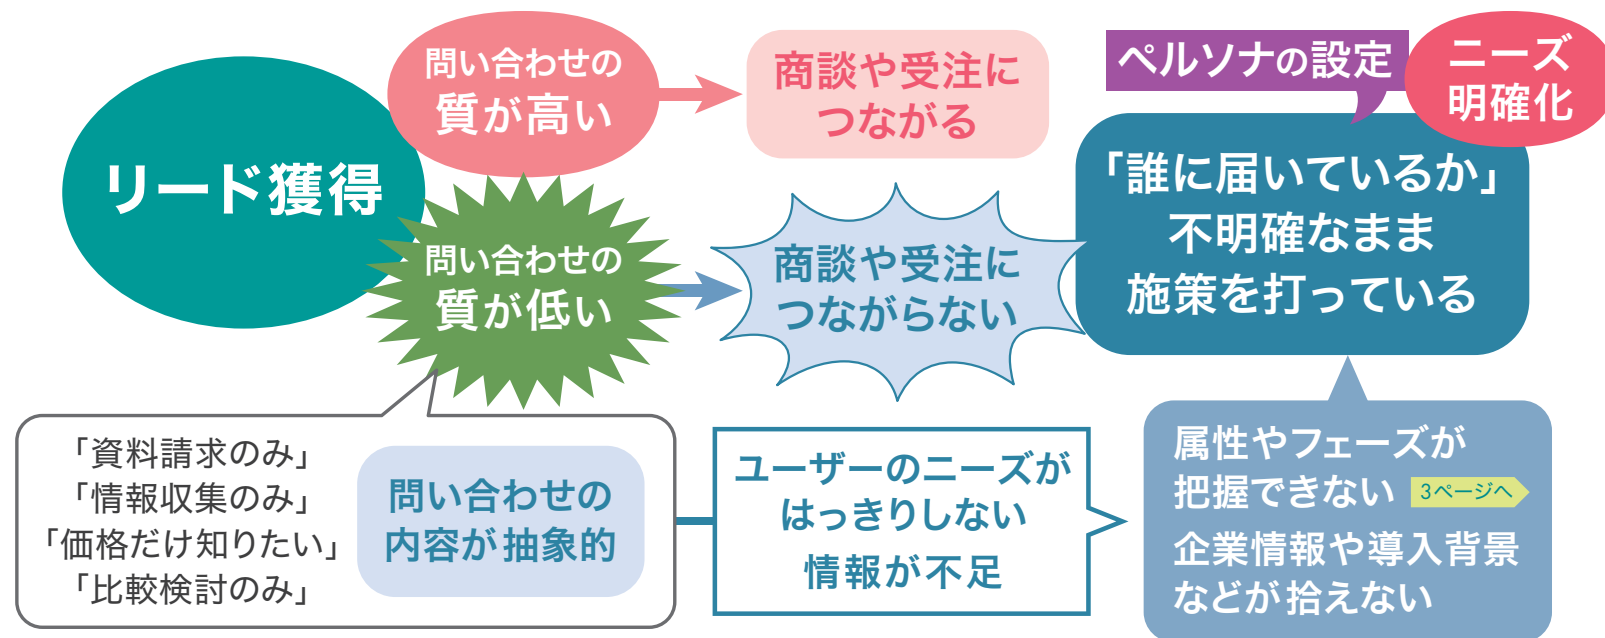 リード獲得
問い合わせの
質が高い
商談や受注に
つながる
問い合わせの
質が低い
商談や受注に
つながらない
ペルソナの設定
ニーズ
明確化
「誰に届いているか」
不明確なまま
施策を打っている
「資料請求のみ」
「情報収集のみ」
「価格だけ知りたい」
「比較検討のみ」
問い合わせの
内容が抽象的
ユーザーのニーズが
はっきりしない
情報が不足
属性やフェーズが
把握できない 3ページへ
企業情報や導入背景
などが拾えない